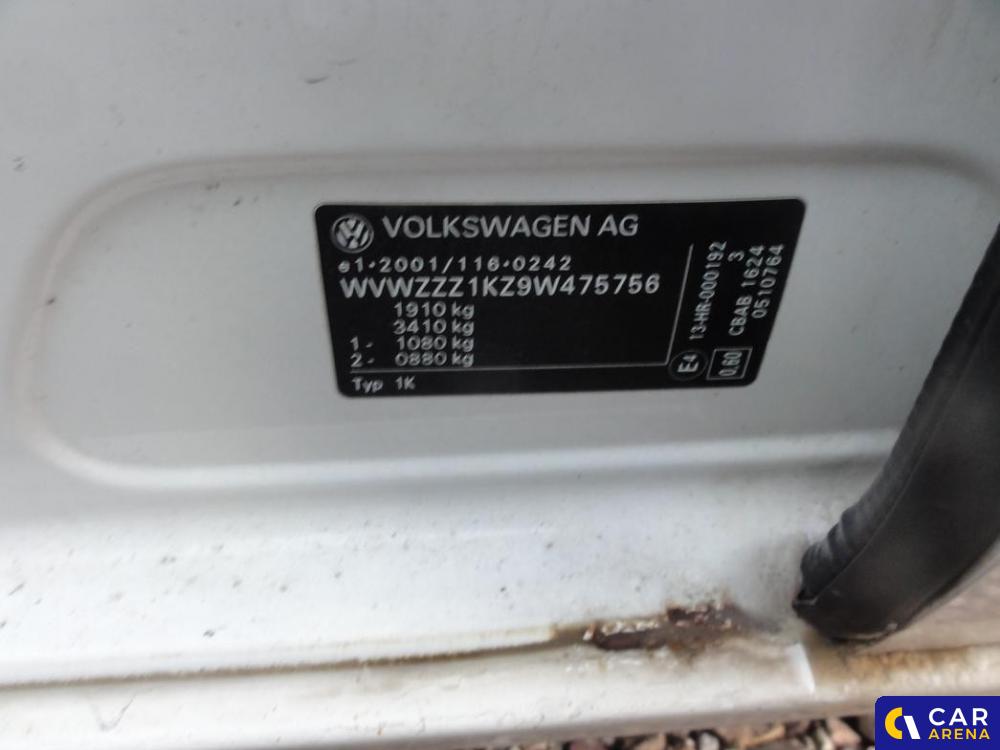 VOLKSWAGEN AG
e1*2001/116*0242
WVWZZZ1KZ9W475756
1910 kg
3410 kg
1 - 1080 kg
2 - 0880 kg
Typ 1K
E4 13-HR-000192
3
0.60 CBAB 1624
0510764
CAR
ARENA